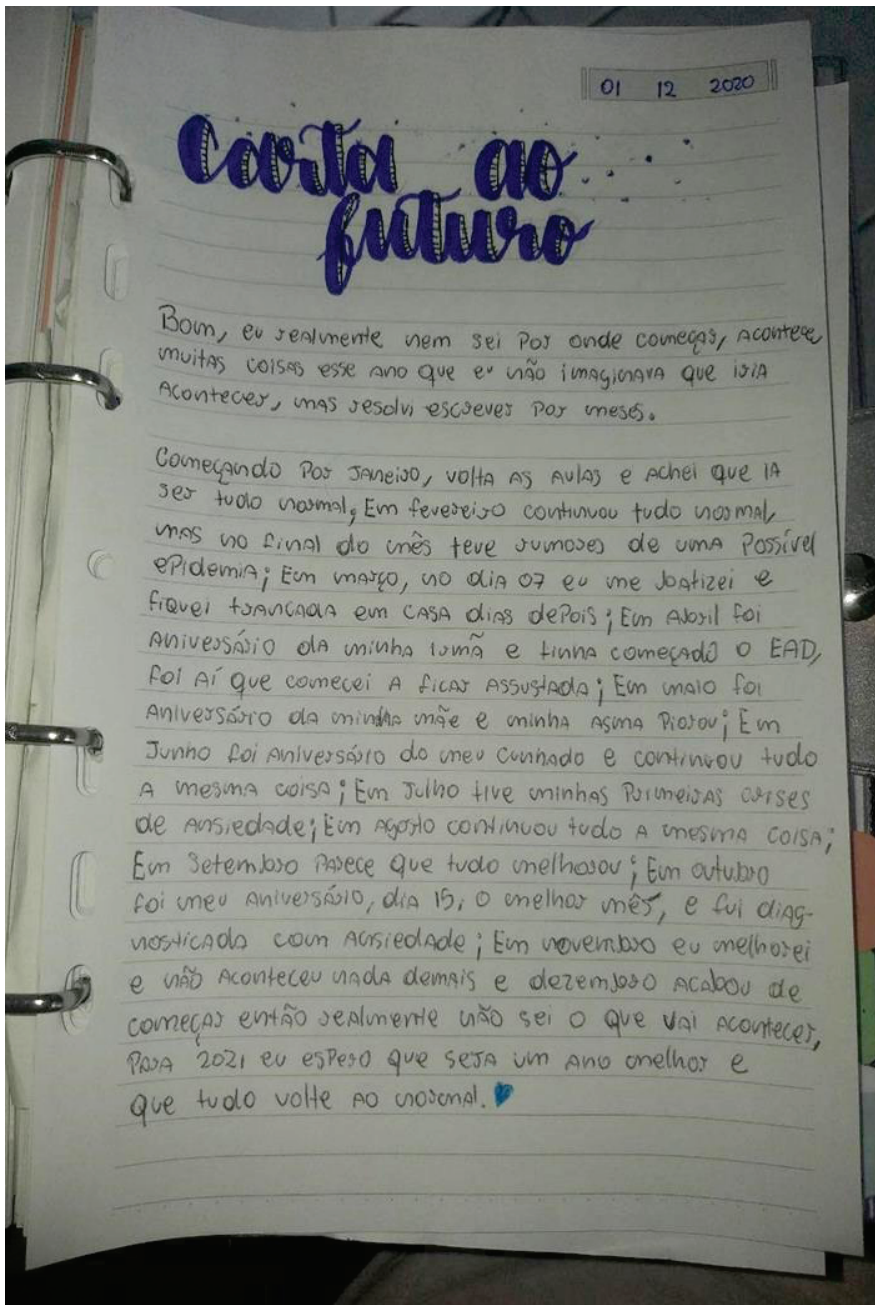 01 12 2020
Carta ao
futuro
Bom, eu realmente nem sei por onde começar, acontece
muitas coisas esse ano que eu não imaginava que iria
acontecer, mas resolvi escrever por meses.
Começando por janeiro, volta as aulas e achei que ia
ser tudo normal; Em fevereiro continuou tudo normal,
mas no final do mês teve rumores de uma possível
epidemia; Em março, no dia 07 eu me batizei e
fiquei trancada em casa dias depois; Em Abril foi
aniversário da minha irmã e tinha começado o EAD,
foi aí que comecei a ficar assustada; Em maio foi
aniversário da minha mãe e minha asma piorou; Em
Junho foi aniversário do meu cunhado e continuou tudo
a mesma coisa; Em Julho tive minhas primeiras crises
de ansiedade; Em Agosto continuou tudo a mesma coisa;
Em Setembro parece que tudo melhorou; Em outubro
foi meu aniversário, dia 15, o melhor mês, e fui diag-
nosticada com ansiedade; Em novembro eu melhorei
e não aconteceu nada demais e dezembro acabou de
começar então realmente não sei o que vai acontecer,
para 2021 eu espero que seja um ano melhor e
que tudo volte ao normal.